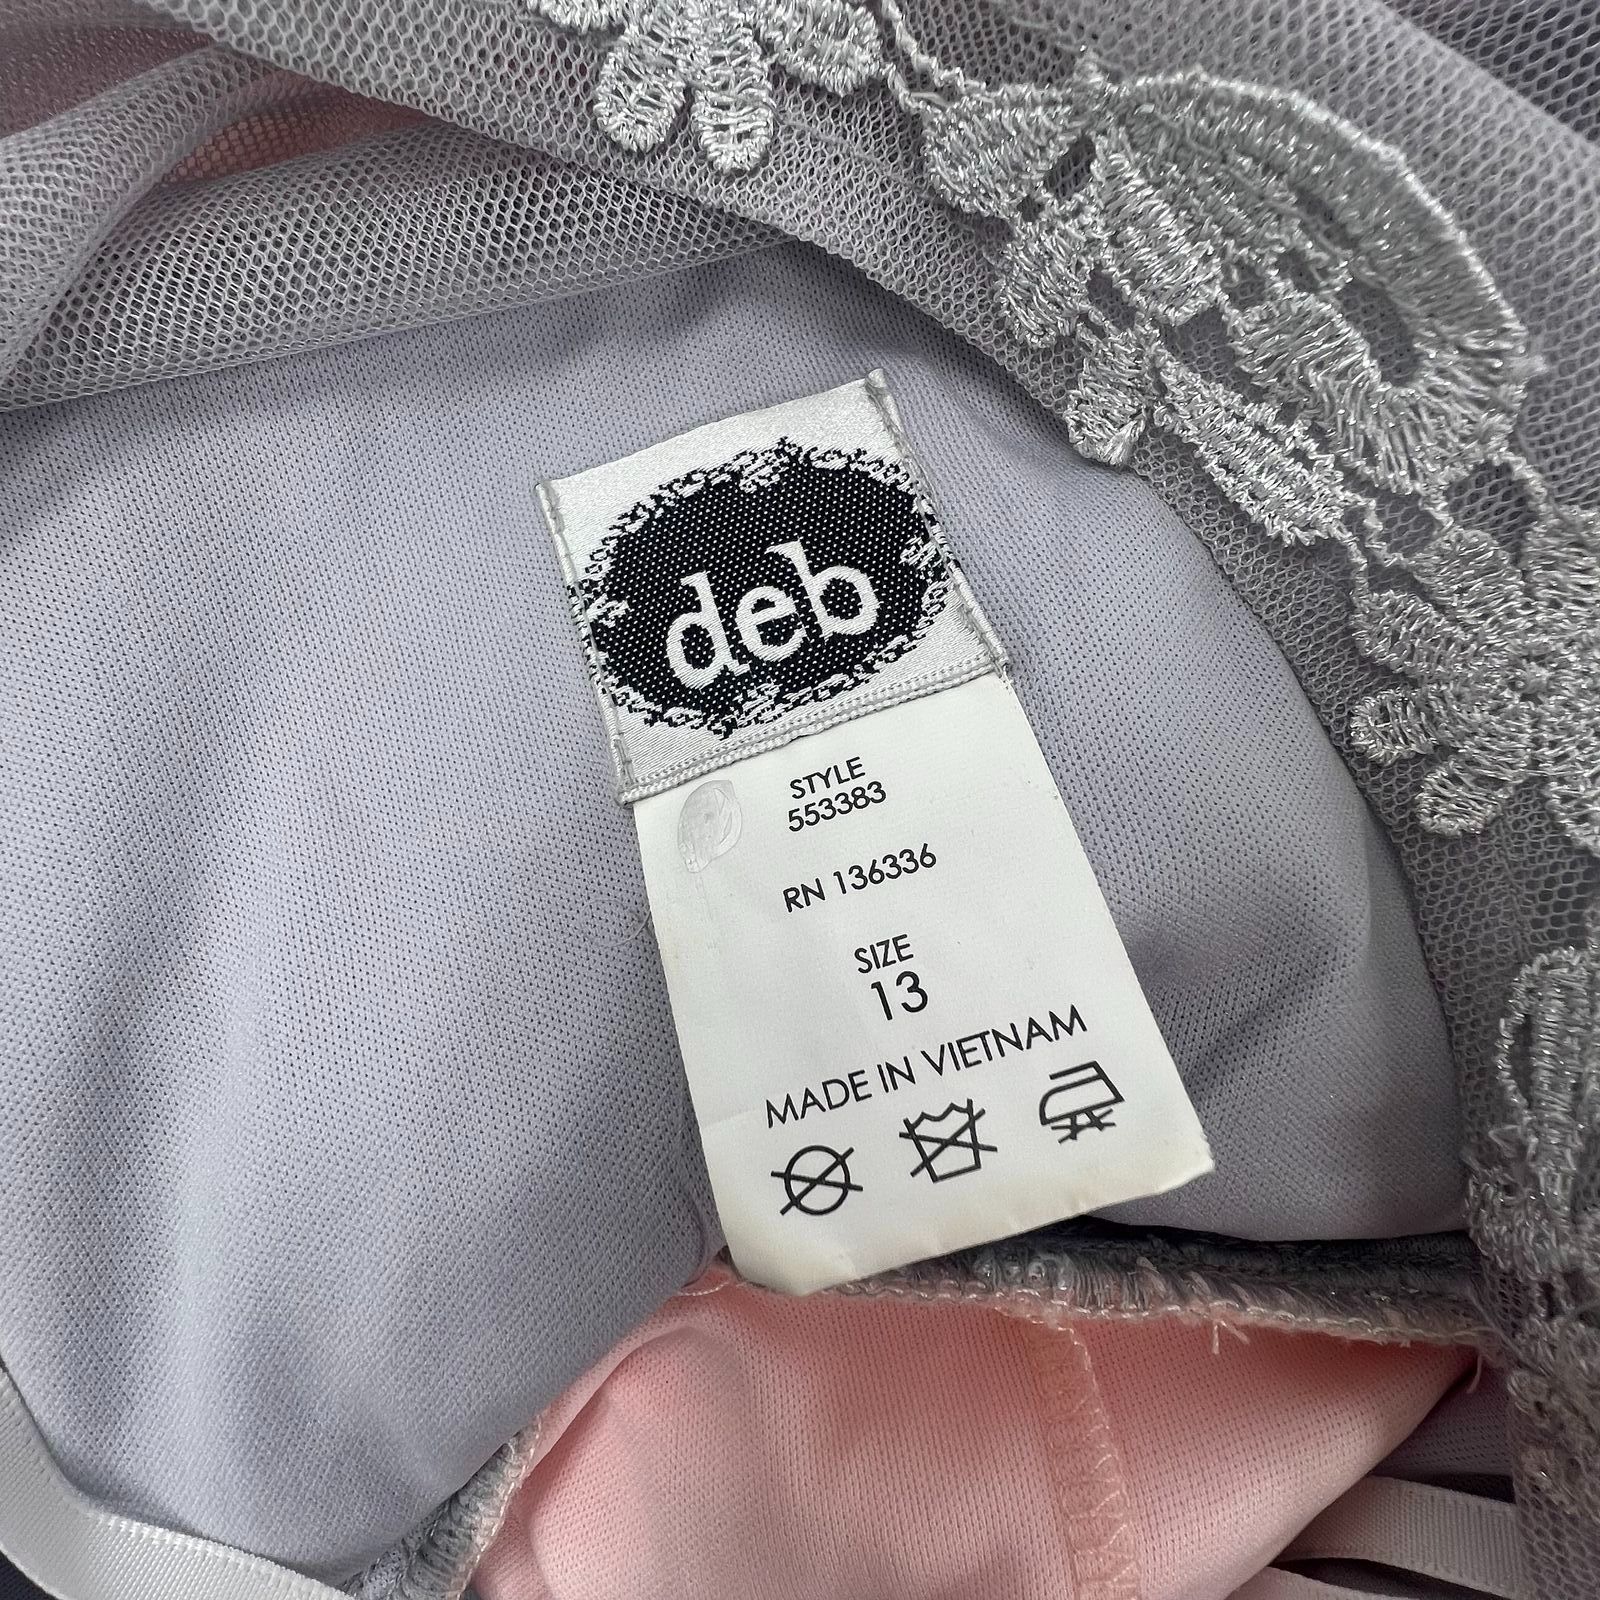 deb
STYLE
553383
RN 136336
SIZE
13
MADE IN VIETNAM